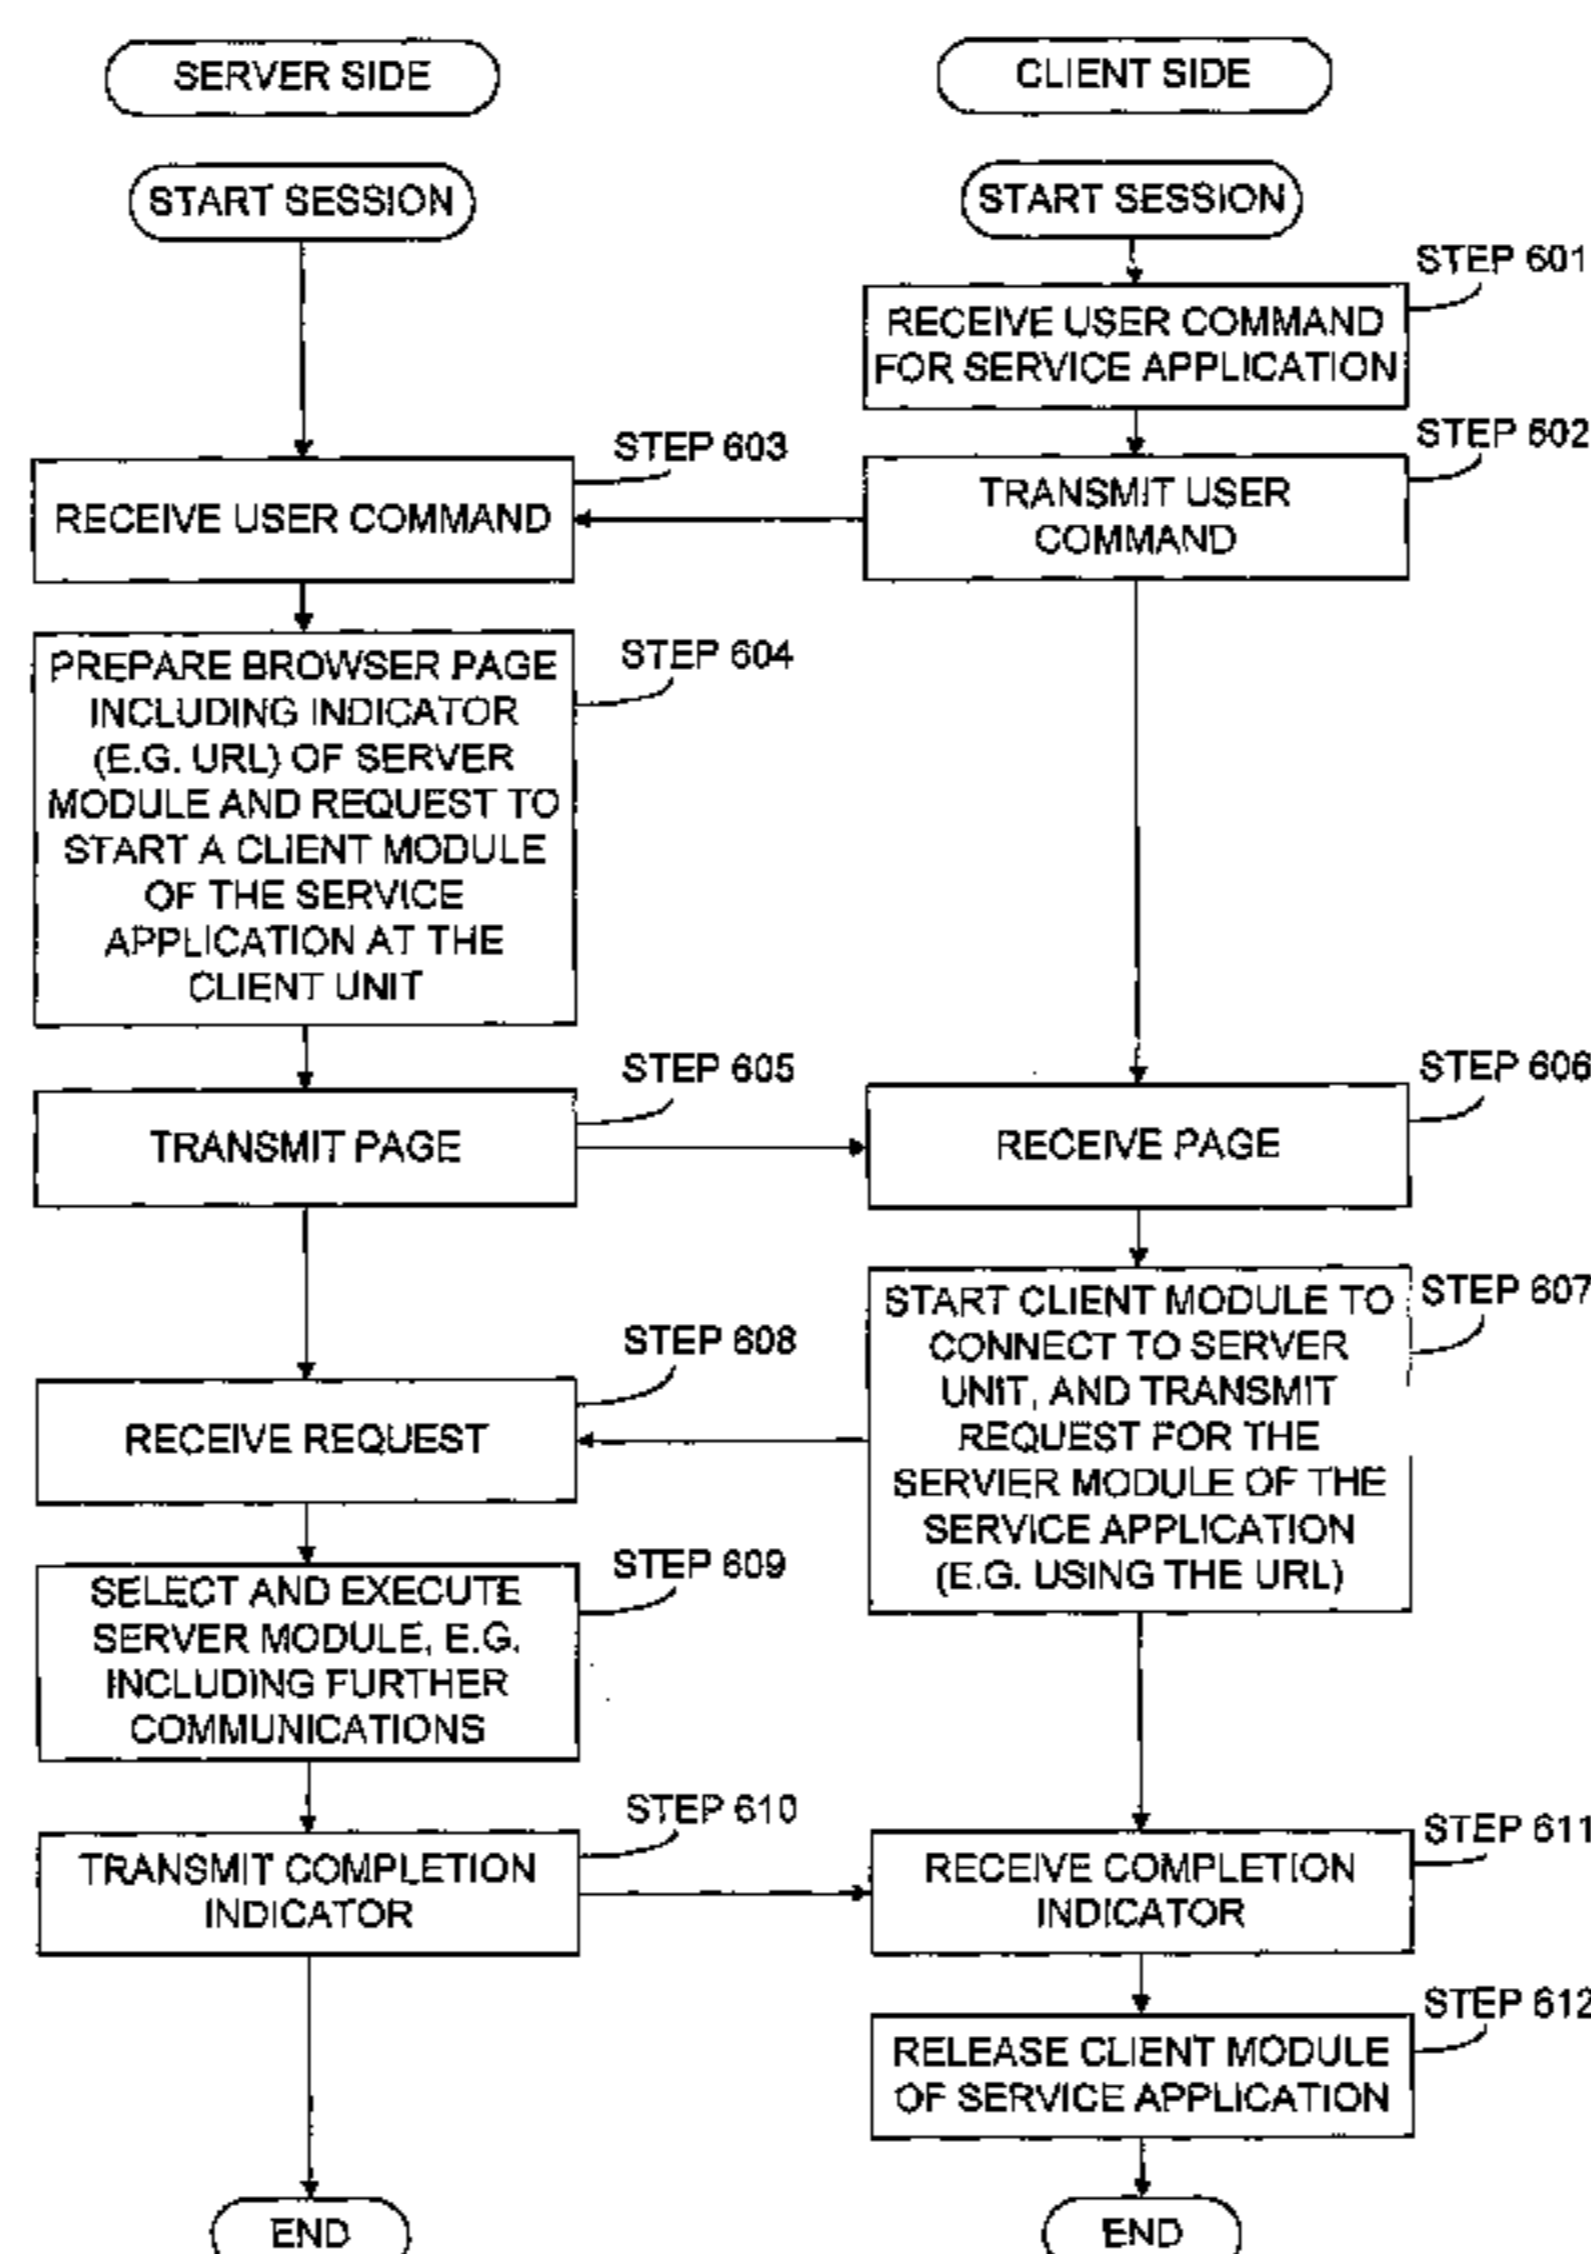 SERVER SIDE
CLIENT SIDE
START SESSION
START SESSION
STEP 601
RECEIVE USER COMMAND
FOR SERVICE APPLICATION
STEP 602
TRANSMIT USER
COMMAND
STEP 603
RECEIVE USER COMMAND
STEP 604
PREPARE BROWSER PAGE
INCLUDING INDICATOR
(E.G. URL) OF SERVER
MODULE AND REQUEST TO
START A CLIENT MODULE
OF THE SERVICE
APPLICATION AT THE
CLIENT UNIT
STEP 605
TRANSMIT PAGE
STEP 606
RECEIVE PAGE
STEP 607
START CLIENT MODULE TO
CONNECT TO SERVER
UNIT, AND TRANSMIT
REQUEST FOR THE
SERVIER MODULE OF THE
SERVICE APPLICATION
(E.G. USING THE URL)
STEP 608
RECEIVE REQUEST
STEP 609
SELECT AND EXECUTE
SERVER MODULE, E.G.
INCLUDING FURTHER
COMMUNICATIONS
STEP 610
TRANSMIT COMPLETION
INDICATOR
STEP 611
RECEIVE COMPLETION
INDICATOR
STEP 612
RELEASE CLIENT MODULE
OF SERVICE APPLICATION
END
END